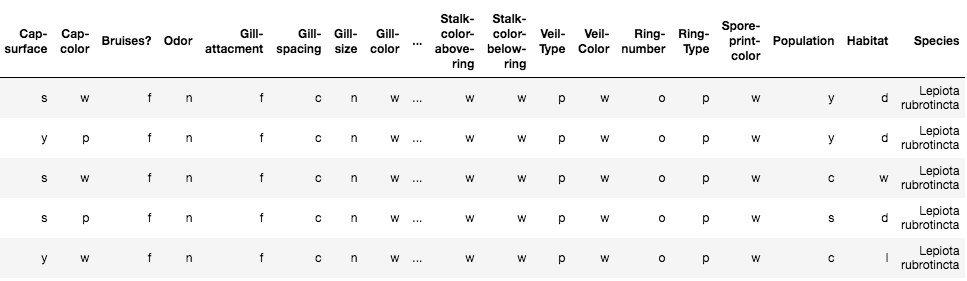 Cap-surface Cap-color Bruises? Odor Gill-attacment Gill-spacing Gill-size Gill-color ... Stalk-color-above-ring Stalk-color-below-ring Veil-Type Veil-Color Ring-number Ring-Type Spore-print-color Population Habitat Species
s w f n f c n w ... w w p w o p w y d Lepiota rubrotincta
y p f n f c n w ... w w p w o p w y d Lepiota rubrotincta
s w f n f c n w ... w w p w o p w c w Lepiota rubrotincta
s p f n f c n w ... w w p w o p w s d Lepiota rubrotincta
y w f n f c n w ... w w p w o p w c l Lepiota rubrotincta